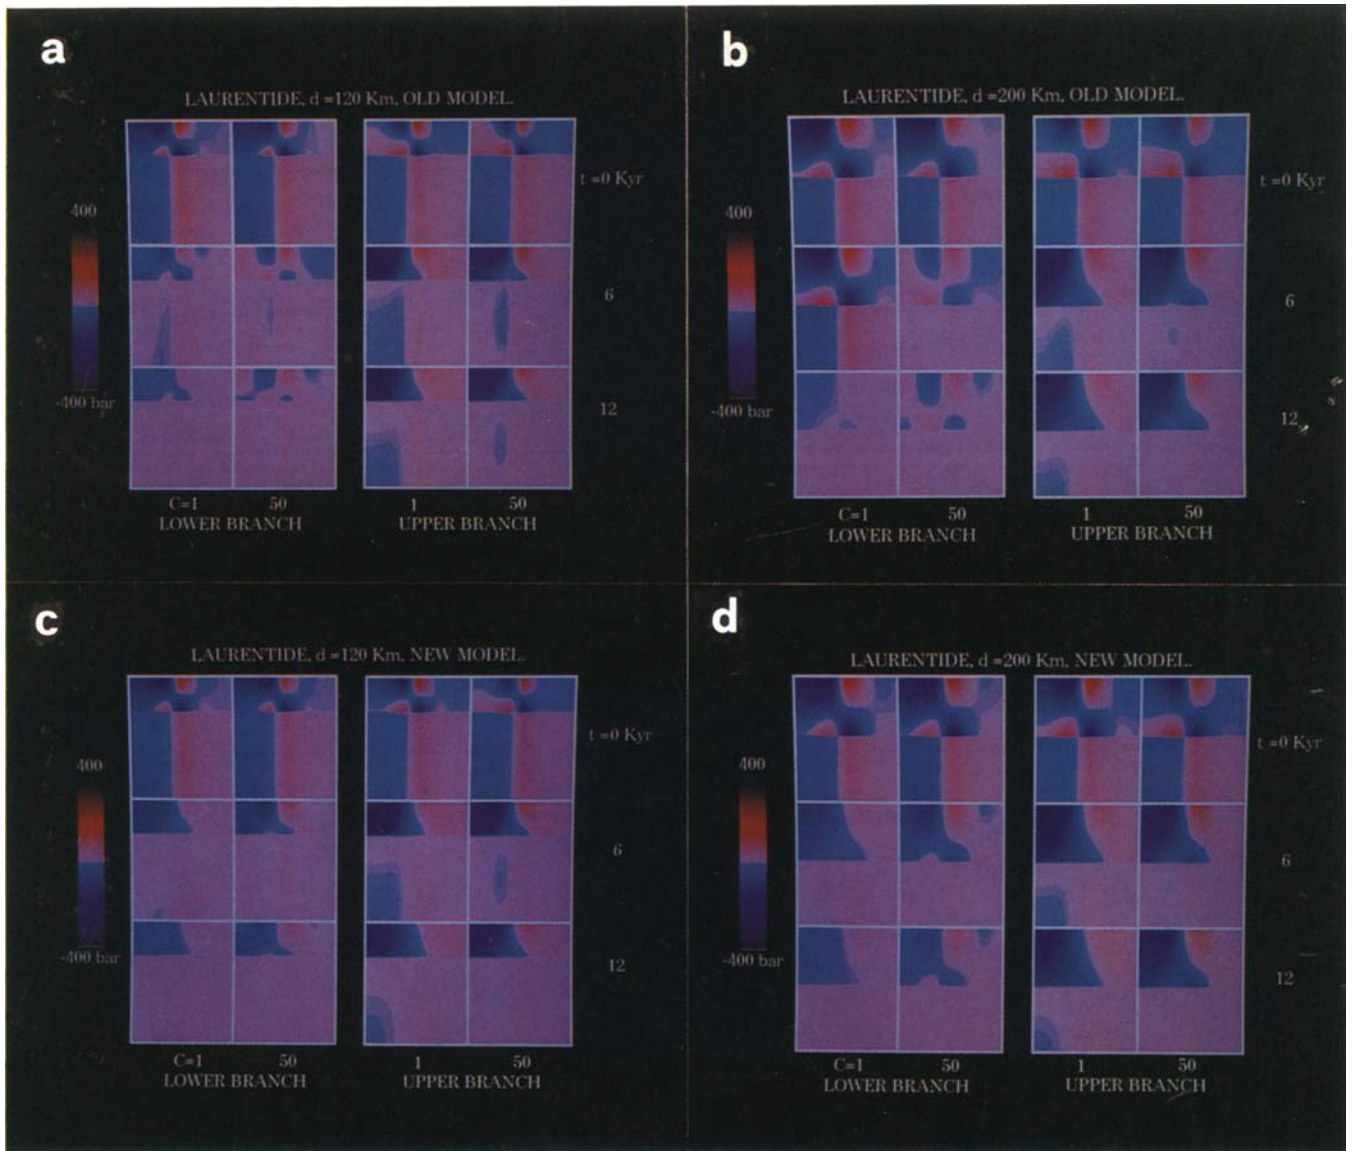 a
LAURENTIDE, d =120 Km, OLD MODEL.
t =0 Kyr
400
6
-400 bar
12
C=1 50 1 50
LOWER BRANCH UPPER BRANCH
b
LAURENTIDE, d =200 Km, OLD MODEL.
t =0 Kyr
400
6
-400 bar
12
C=1 50 1 50
LOWER BRANCH UPPER BRANCH
c
LAURENTIDE, d =120 Km, NEW MODEL.
t =0 Kyr
400
6
-400 bar
12
C=1 50 1 50
LOWER BRANCH UPPER BRANCH
d
LAURENTIDE, d =200 Km, NEW MODEL.
t =0 Kyr
400
6
-400 bar
12
C=1 50 1 50
LOWER BRANCH UPPER BRANCH